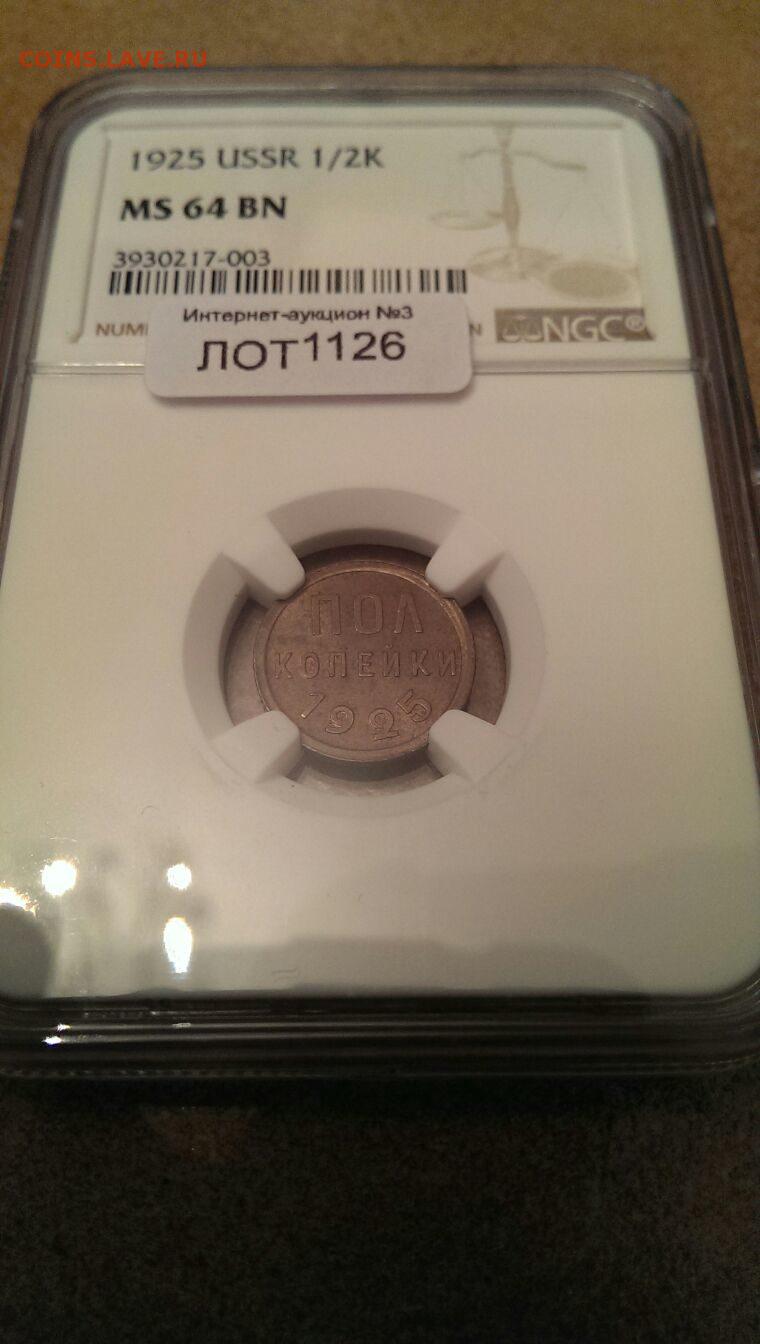 COINS.LAVE.RU
1925 USSR 1/2K
MS 64 BN
3930217-003
Интернет-аукцион №3
ЛОТ1126
NGC®
ПОЛ
КОПЕЙКИ
1925